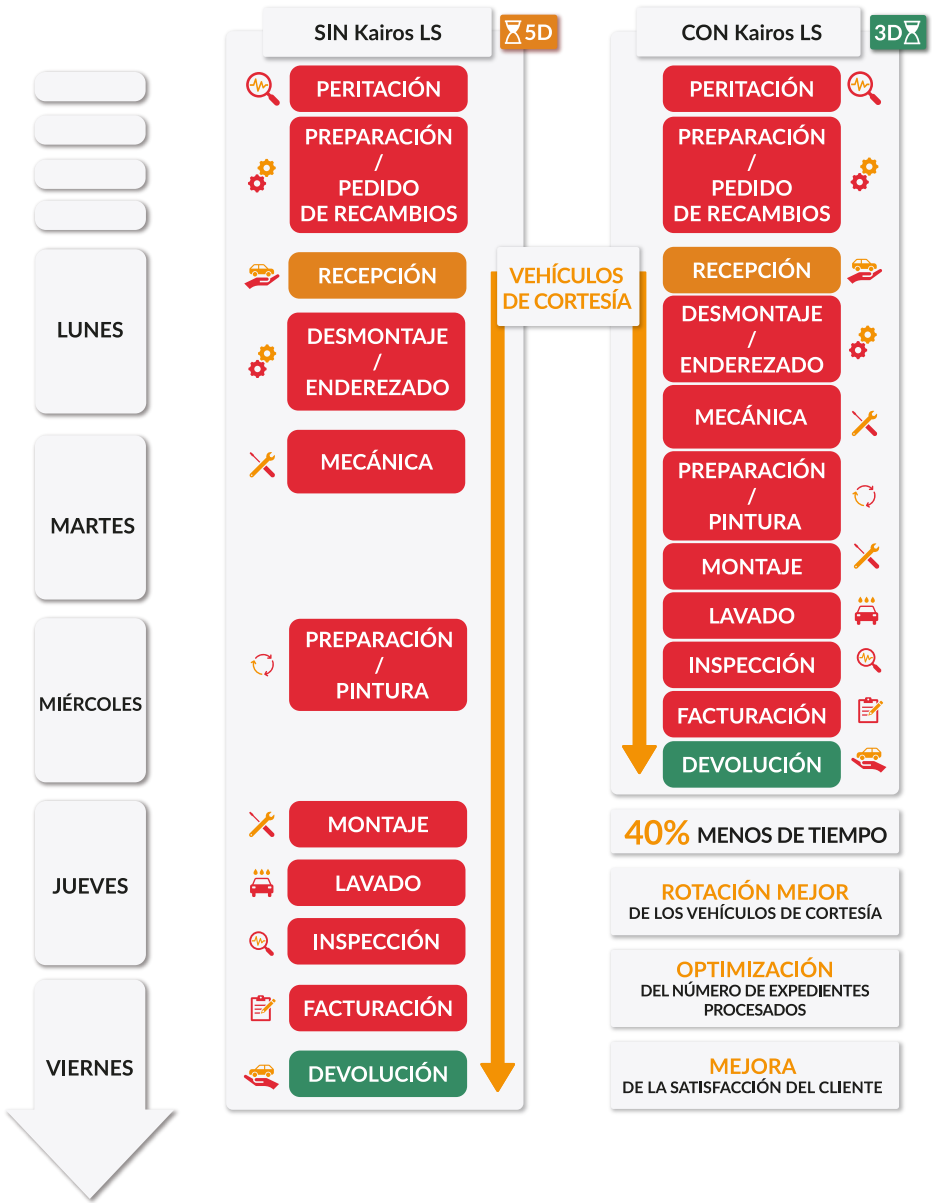 SIN Kairos LS
5D
PERITACIÓN
PREPARACIÓN
/
PEDIDO
DE RECAMBIOS
RECEPCIÓN
DESMONTAJE
/
ENDEREZADO
MECÁNICA
PREPARACIÓN
/
PINTURA
MONTAJE
LAVADO
INSPECCIÓN
FACTURACIÓN
DEVOLUCIÓN
LUNES
MARTES
MIÉRCOLES
JUEVES
VIERNES
VEHÍCULOS
DE CORTESÍA
CON Kairos LS
3D
PERITACIÓN
PREPARACIÓN
/
PEDIDO
DE RECAMBIOS
RECEPCIÓN
DESMONTAJE
/
ENDEREZADO
MECÁNICA
PREPARACIÓN
/
PINTURA
MONTAJE
LAVADO
INSPECCIÓN
FACTURACIÓN
DEVOLUCIÓN
40% MENOS DE TIEMPO
ROTACIÓN MEJOR
DE LOS VEHÍCULOS DE CORTESÍA
OPTIMIZACIÓN
DEL NÚMERO DE EXPEDIENTES
PROCESADOS
MEJORA
DE LA SATISFACCIÓN DEL CLIENTE